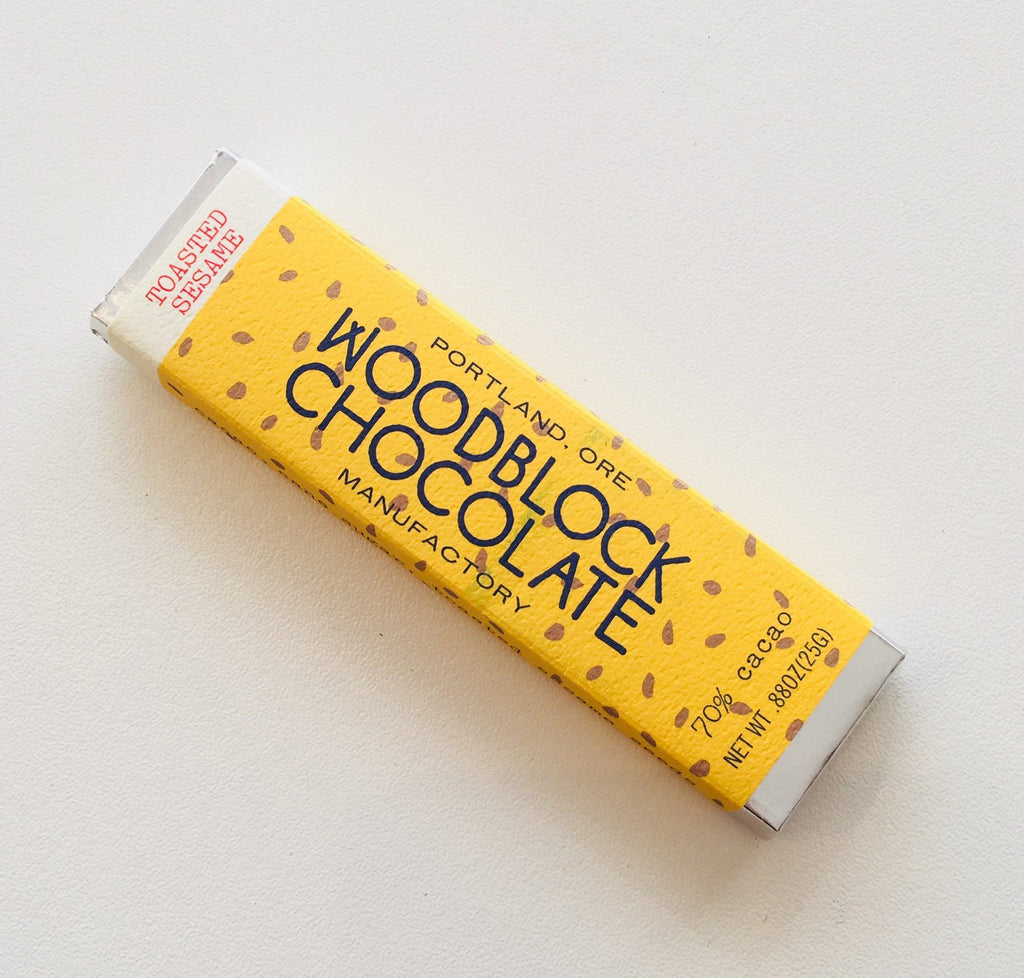 TOASTED
SESAME
PORTLAND, ORE
WOODBLOCK
CHOCOLATE
MANUFACTORY
70% cacao
NET WT .88OZ(25G)